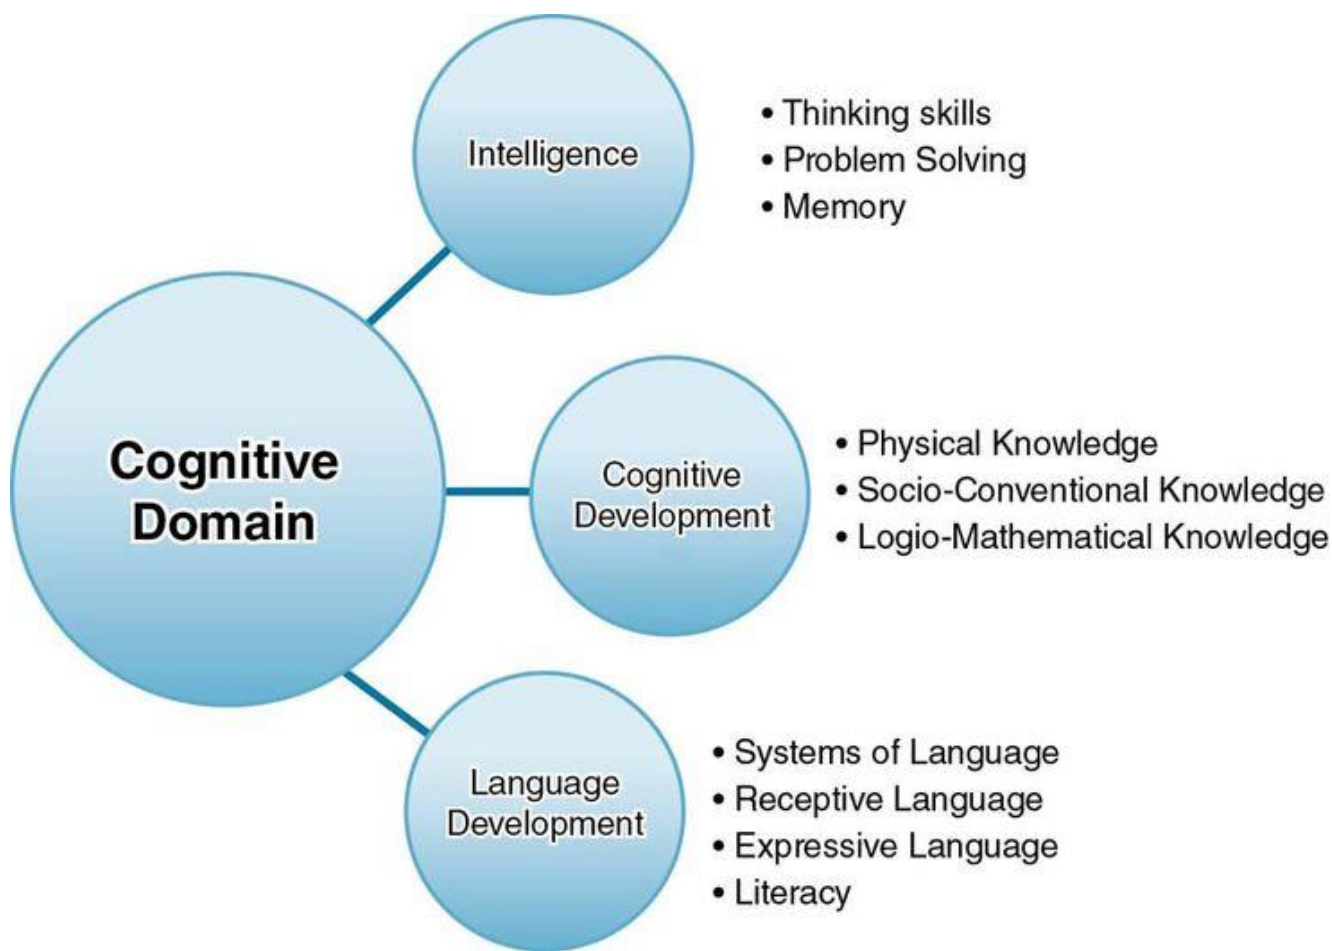 Intelligence
• Thinking skills
• Problem Solving
• Memory
Cognitive
Domain
Cognitive
Development
• Physical Knowledge
• Socio-Conventional Knowledge
• Logio-Mathematical Knowledge
Language
Development
• Systems of Language
• Receptive Language
• Expressive Language
• Literacy